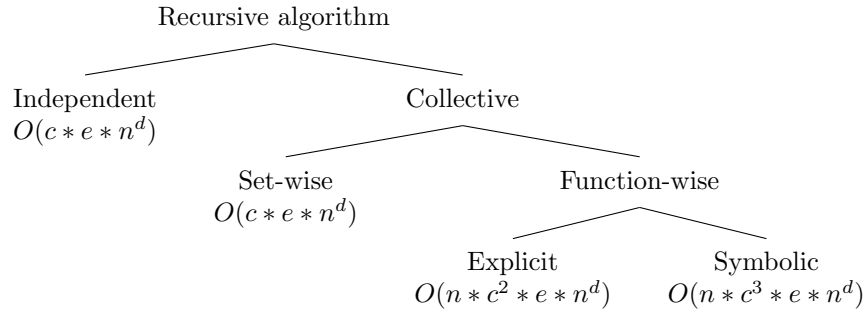 Recursive algorithm
Independent
O(c ∗ e ∗ n^d)
Collective
Set-wise
O(c ∗ e ∗ n^d)
Function-wise
Explicit
O(n ∗ c^2 ∗ e ∗ n^d)
Symbolic
O(n ∗ c^3 ∗ e ∗ n^d)